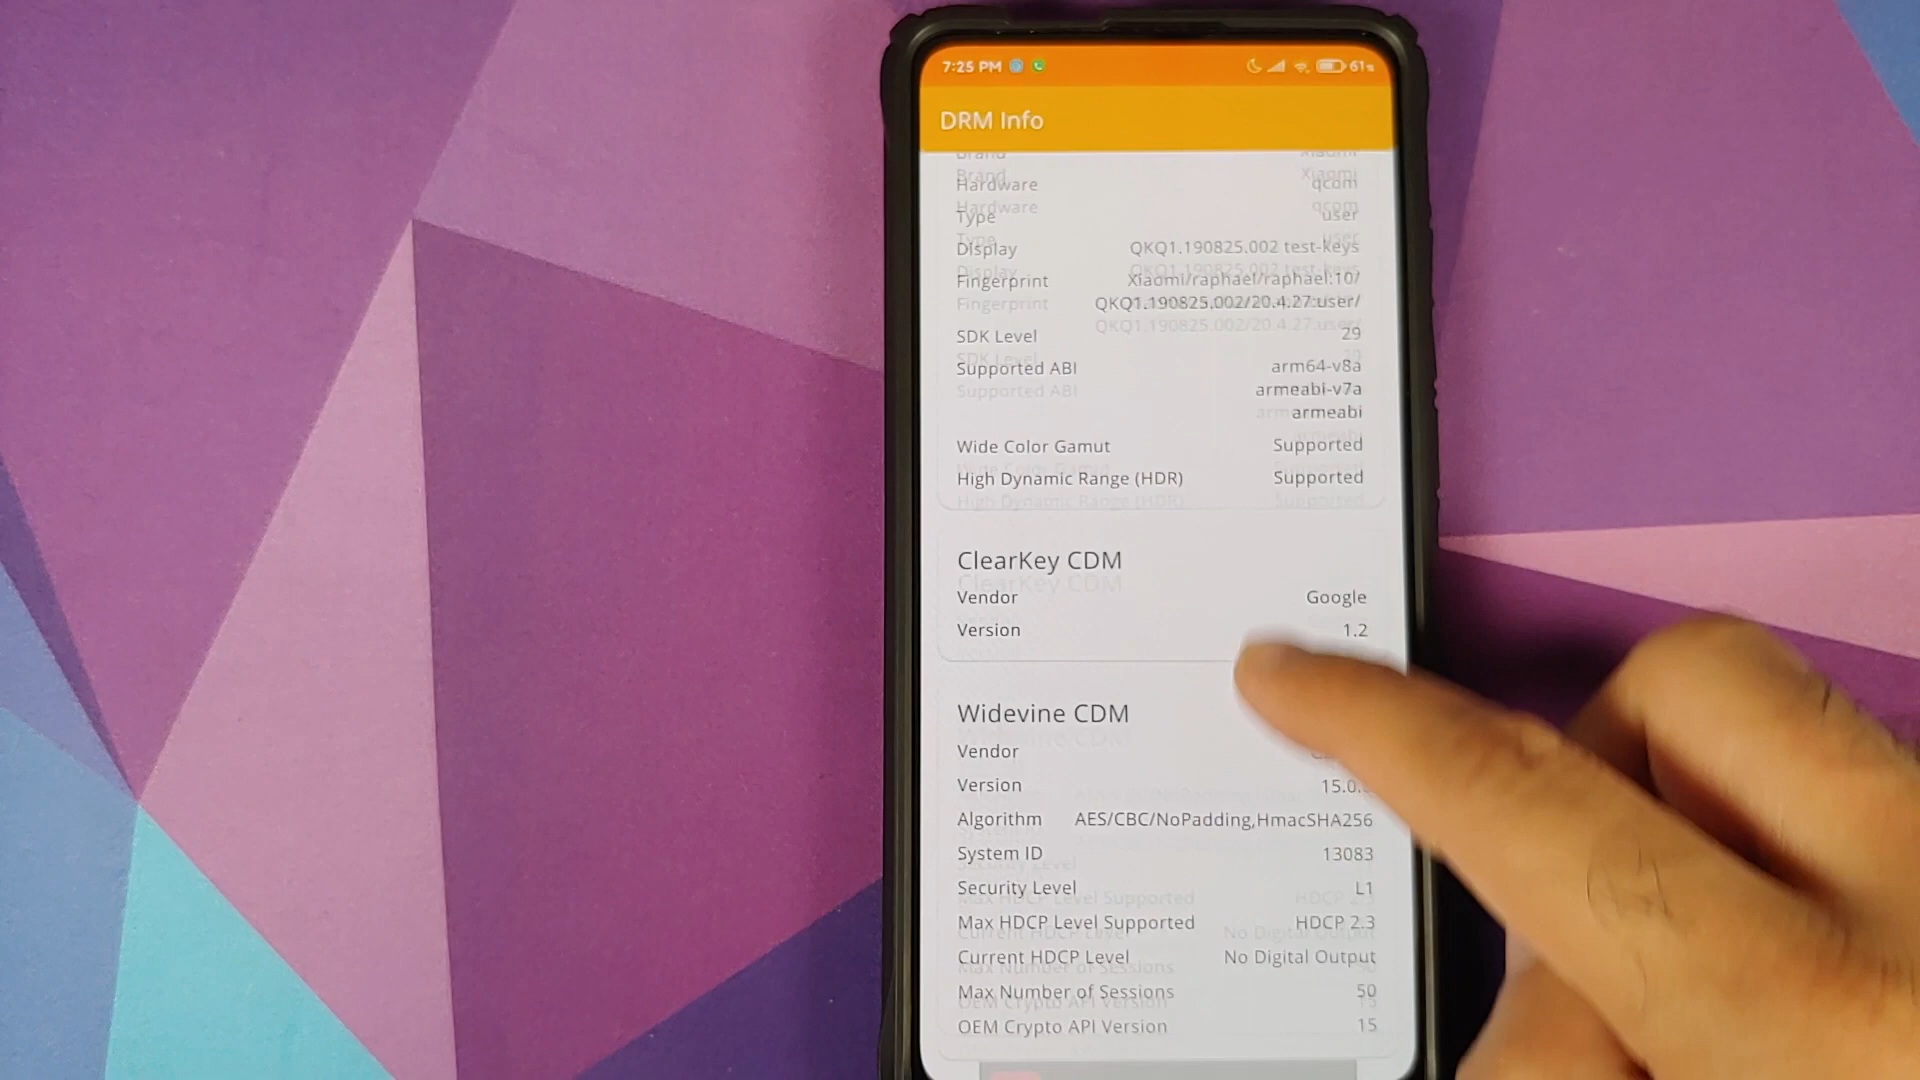 7:25 PM 61%
DRM Info
Brand Xiaomi
Hardware qcom
Type user
Display QKQ1.190825.002 test-keys
Fingerprint Xiaomi/raphael/raphael:10/
QKQ1.190825.002/20.4.27:user/
SDK Level 29
Supported ABI arm64-v8a
armeabi-v7a
armeabi
Wide Color Gamut Supported
High Dynamic Range (HDR) Supported
ClearKey CDM
Vendor Google
Version 1.2
Widevine CDM
Vendor
Version 15.0.
Algorithm AES/CBC/NoPadding,HmacSHA256
System ID 13083
Security Level L1
Max HDCP Level Supported HDCP 2.3
Current HDCP Level No Digital Output
Max Number of Sessions 50
OEM Crypto API Version 15